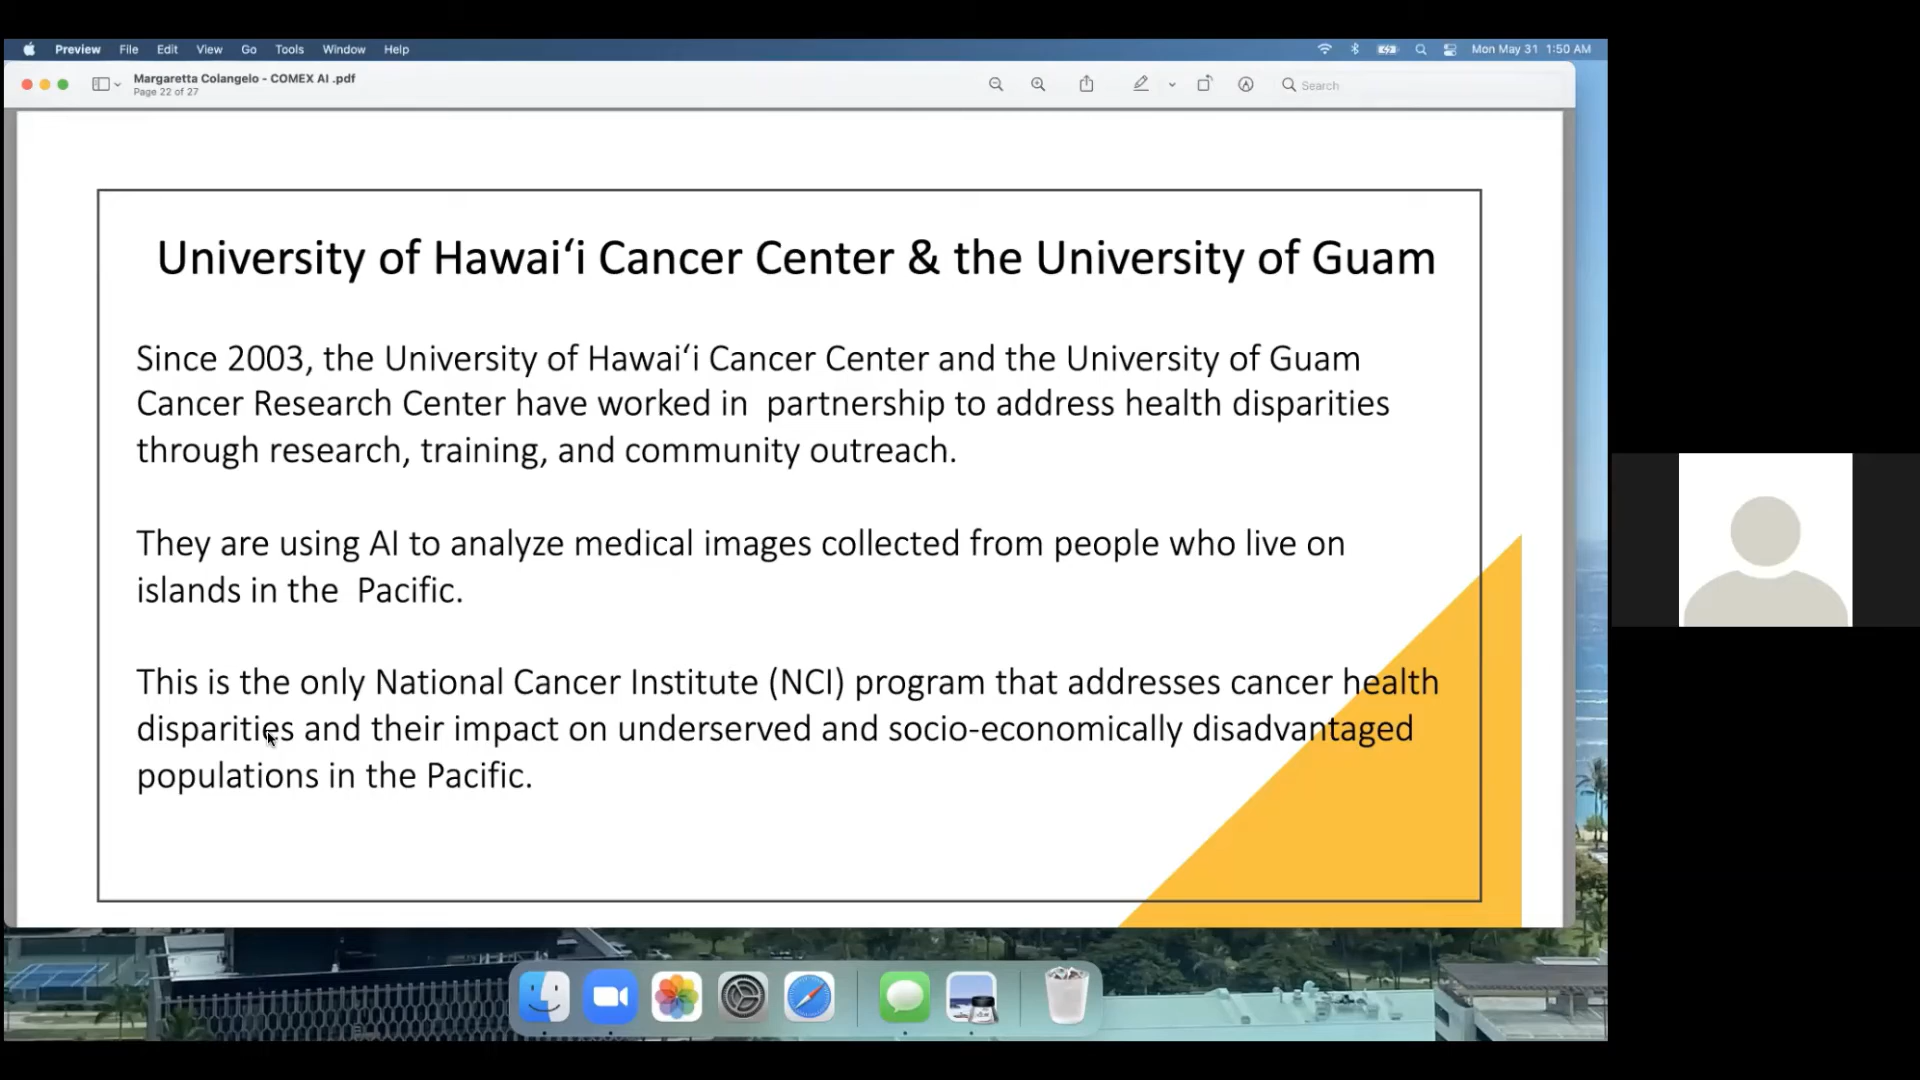 Preview File Edit View Go Tools Window Help Mon May 31 1:50 AM
Margaretta Colangelo - COMEX AI .pdf
Page 22 of 27
Search
University of Hawai‘i Cancer Center & the University of Guam
Since 2003, the University of Hawai‘i Cancer Center and the University of Guam
Cancer Research Center have worked in  partnership to address health disparities
through research, training, and community outreach.
They are using AI to analyze medical images collected from people who live on
islands in the  Pacific.
This is the only National Cancer Institute (NCI) program that addresses cancer health
disparities and their impact on underserved and socio-economically disadvantaged
populations in the Pacific.